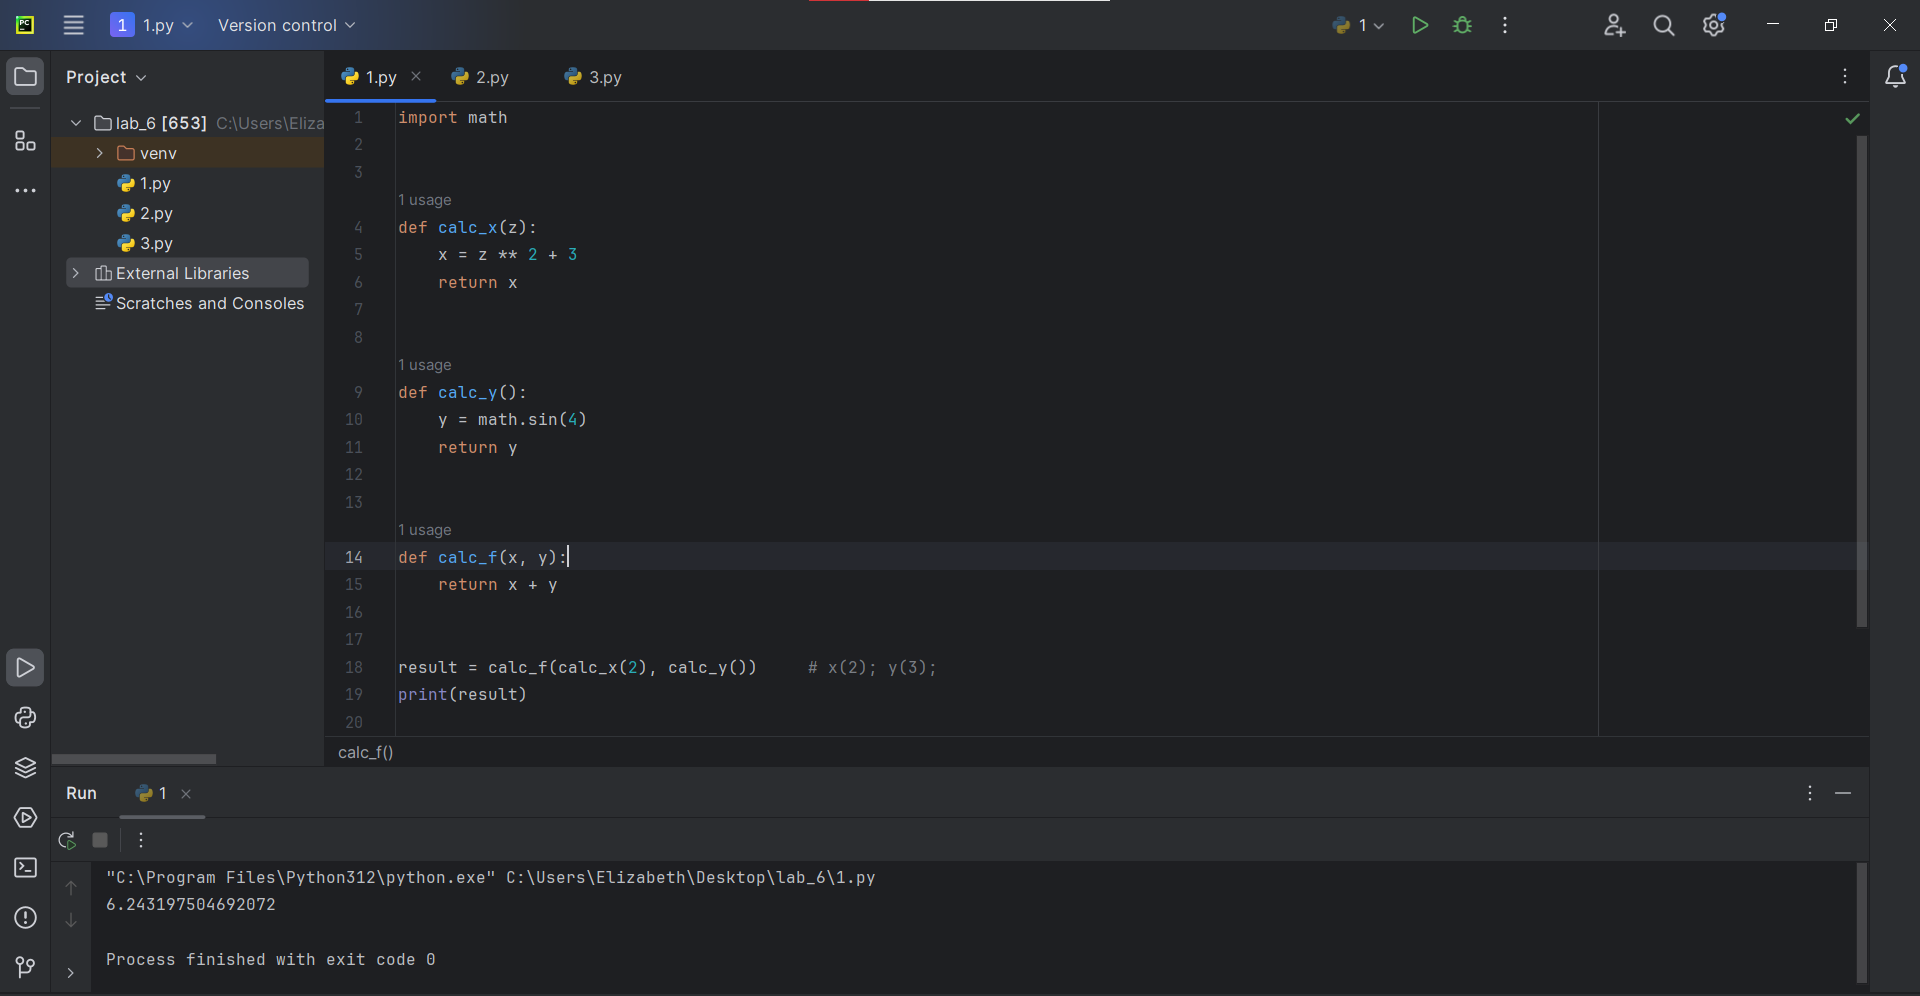 PC
1 1.py Version control 1
Project
1.py 2.py 3.py
lab_6 [653] C:\Users\Eliza
venv
1.py
2.py
3.py
External Libraries
Scratches and Consoles
1 import math
2
3
1 usage
4 def calc_x(z):
5     x = z ** 2 + 3
6     return x
7
8
1 usage
9 def calc_y():
10     y = math.sin(4)
11     return y
12
13
1 usage
14 def calc_f(x, y):
15     return x + y
16
17
18 result = calc_f(calc_x(2), calc_y())     # x(2); y(3);
19 print(result)
20
calc_f()
Run 1
"C:\Program Files\Python312\python.exe" C:\Users\Elizabeth\Desktop\lab_6\1.py
6.243197504692072
Process finished with exit code 0